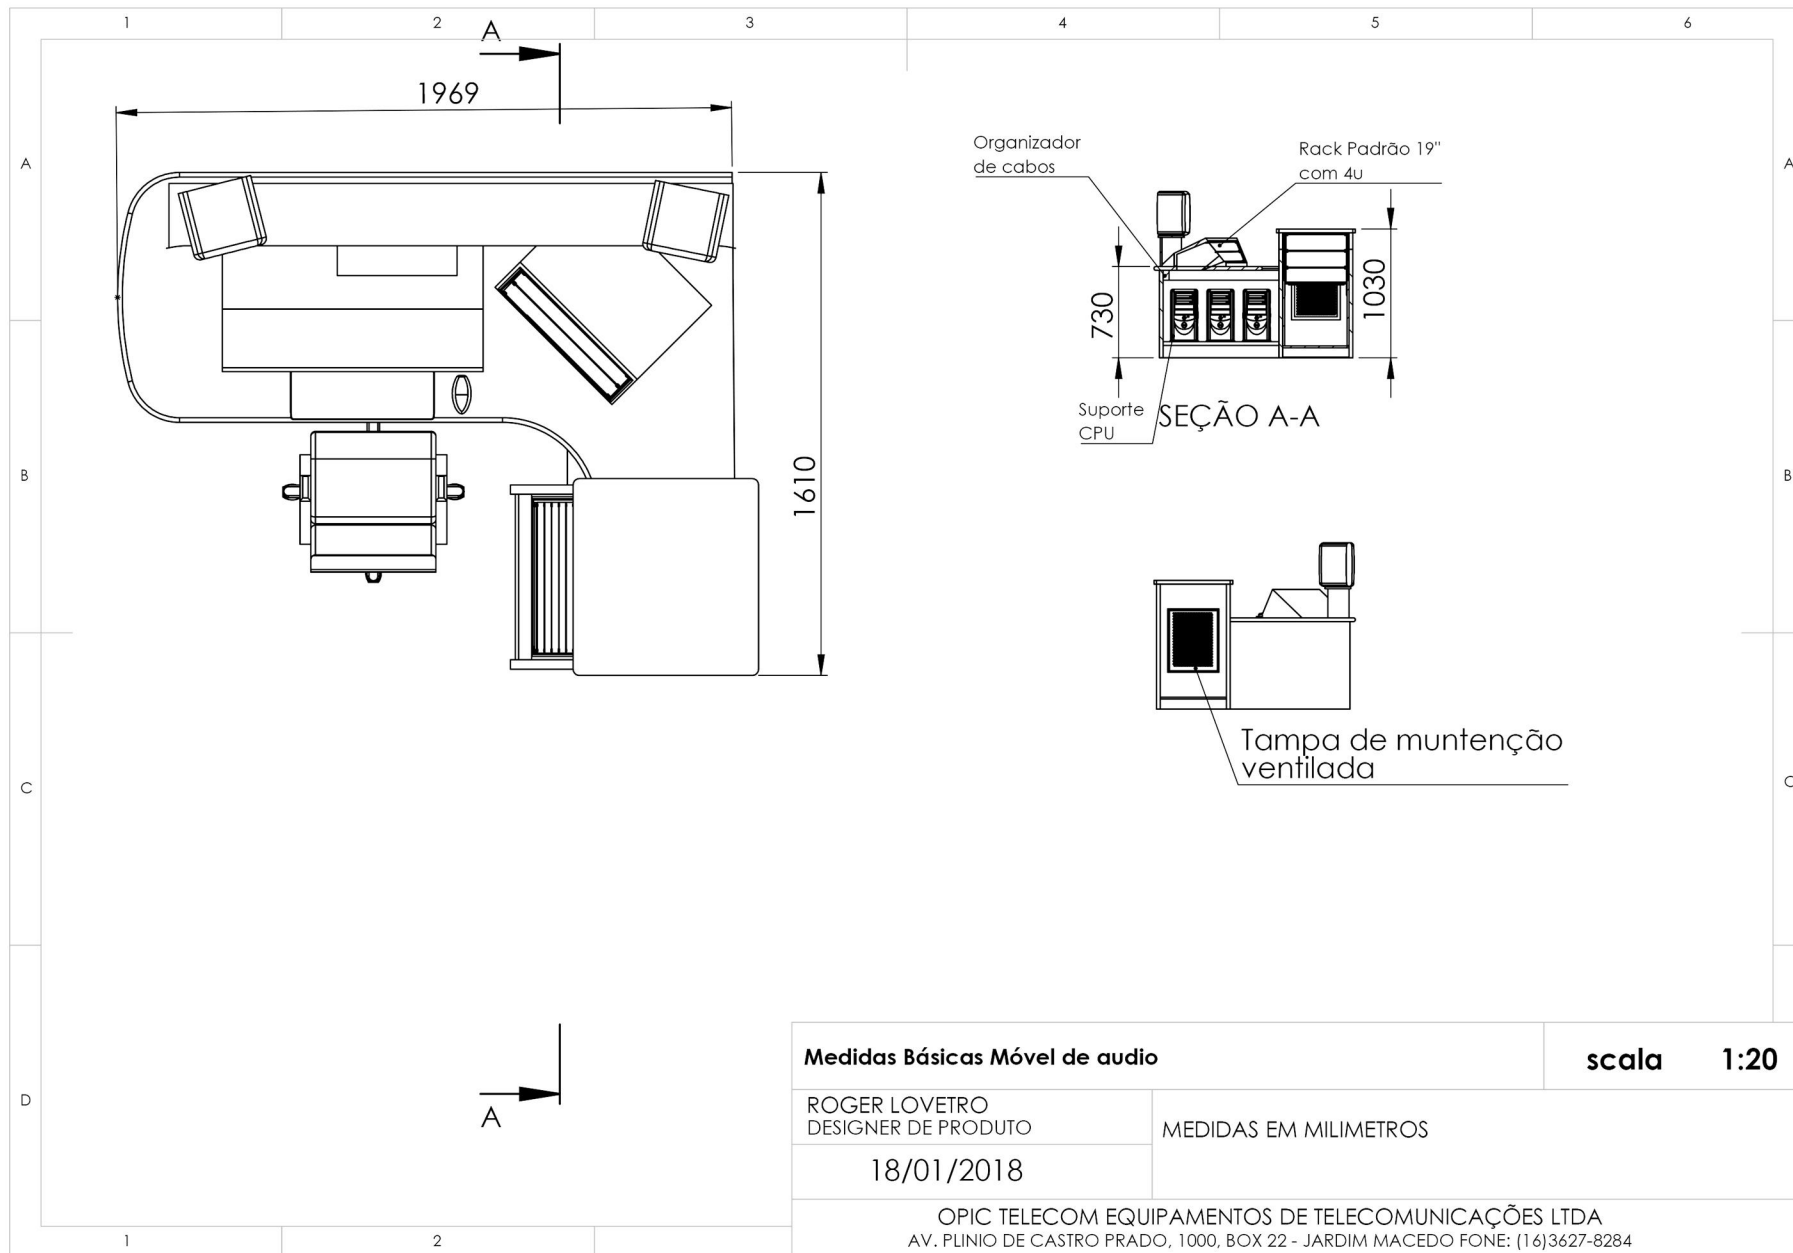 1 2 3 4 5 6
A
1969
A
A
Organizador
de cabos
Rack Padrão 19"
com 4u
730
1030
Suporte
CPU
SEÇÃO A-A
B
B
1610
Tampa de muntenção
ventilada
C
C
D
A
Medidas Básicas Móvel de audio
scala 1:20
ROGER LOVETRO
DESIGNER DE PRODUTO
MEDIDAS EM MILIMETROS
18/01/2018
OPIC TELECOM EQUIPAMENTOS DE TELECOMUNICAÇÕES LTDA
AV. PLINIO DE CASTRO PRADO, 1000, BOX 22 - JARDIM MACEDO FONE: (16)3627-8284
1 2